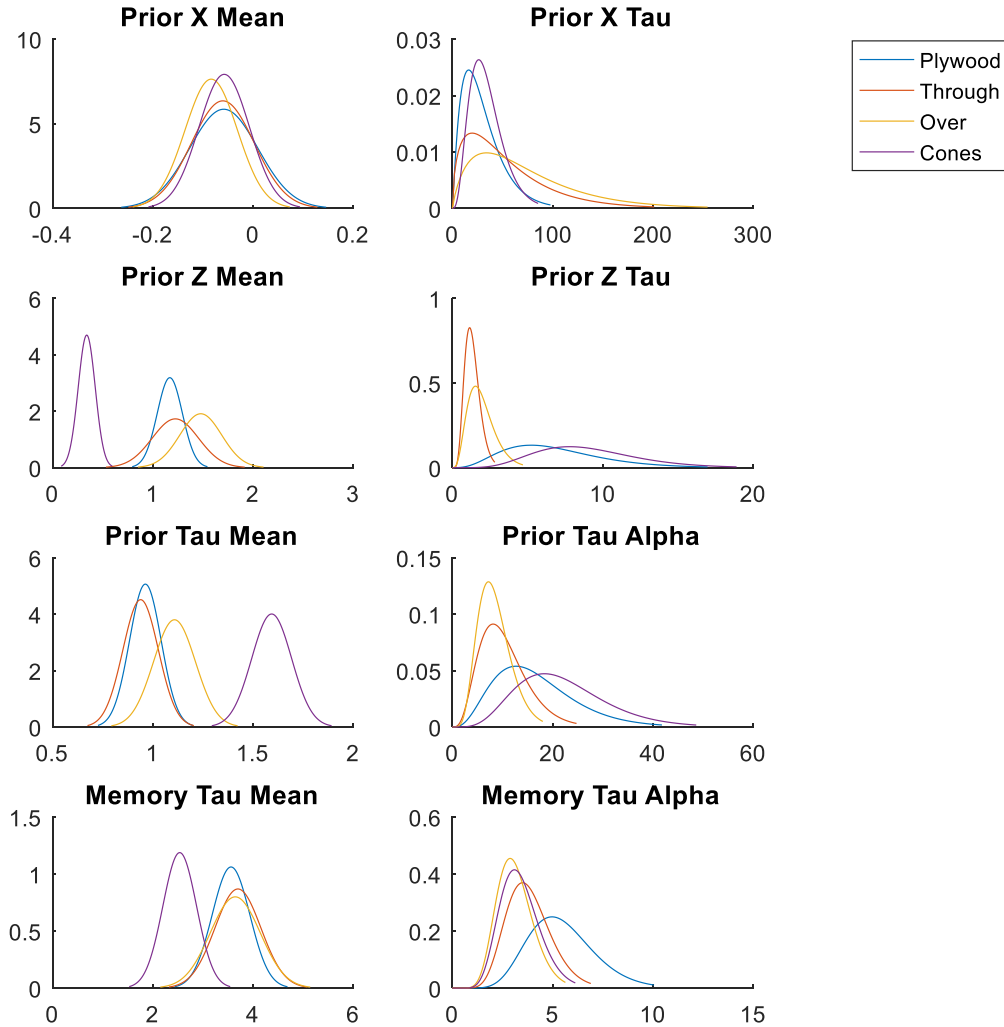 Prior X Mean
10
5
0
-0.4 -0.2 0 0.2
Prior X Tau
0.03
0.02
0.01
0
0 100 200 300
Plywood
Through
Over
Cones
Prior Z Mean
6
4
2
0
0 1 2 3
Prior Z Tau
1
0.5
0
0 10 20
Prior Tau Mean
6
4
2
0
0.5 1 1.5 2
Prior Tau Alpha
0.15
0.1
0.05
0
0 20 40 60
Memory Tau Mean
1.5
1
0.5
0
0 2 4 6
Memory Tau Alpha
0.6
0.4
0.2
0
0 5 10 15